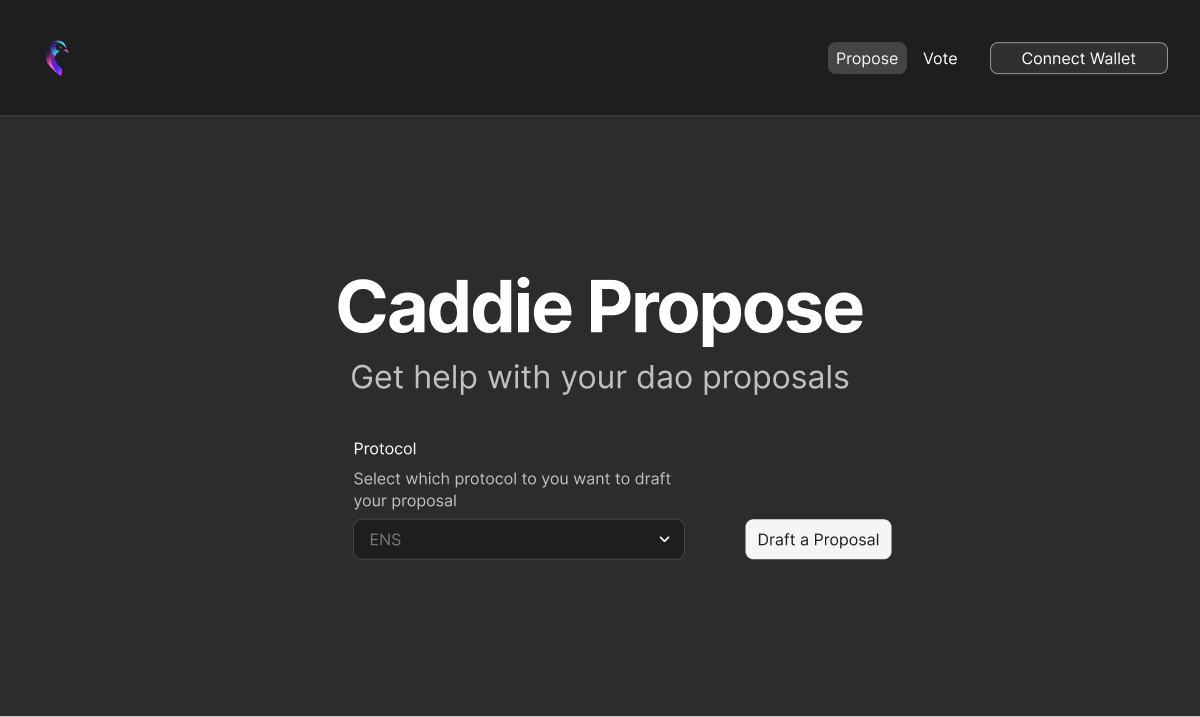 Propose
Vote
Connect Wallet
Caddie Propose
Get help with your dao proposals
Protocol
Select which protocol to you want to draft
your proposal
ENS
Draft a Proposal